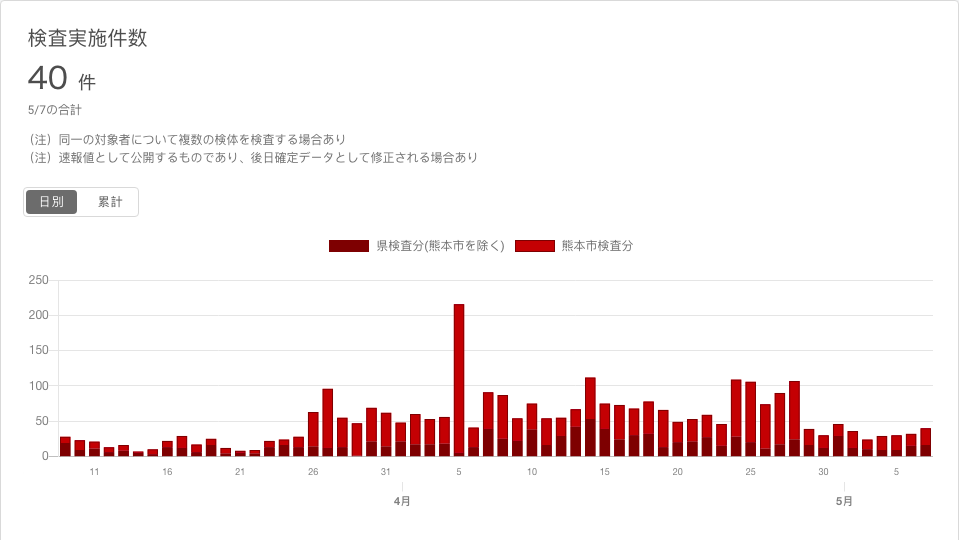 検査実施件数
40 件
5/7の合計
（注）同一の対象者について複数の検体を検査する場合あり
（注）速報値として公開するものであり、後日確定データとして修正される場合あり
日別 累計
県検査分(熊本市を除く) 熊本市検査分
250
200
150
100
50
0
11 16 21 26 31 5 10 15 20 25 30 5
4月 5月